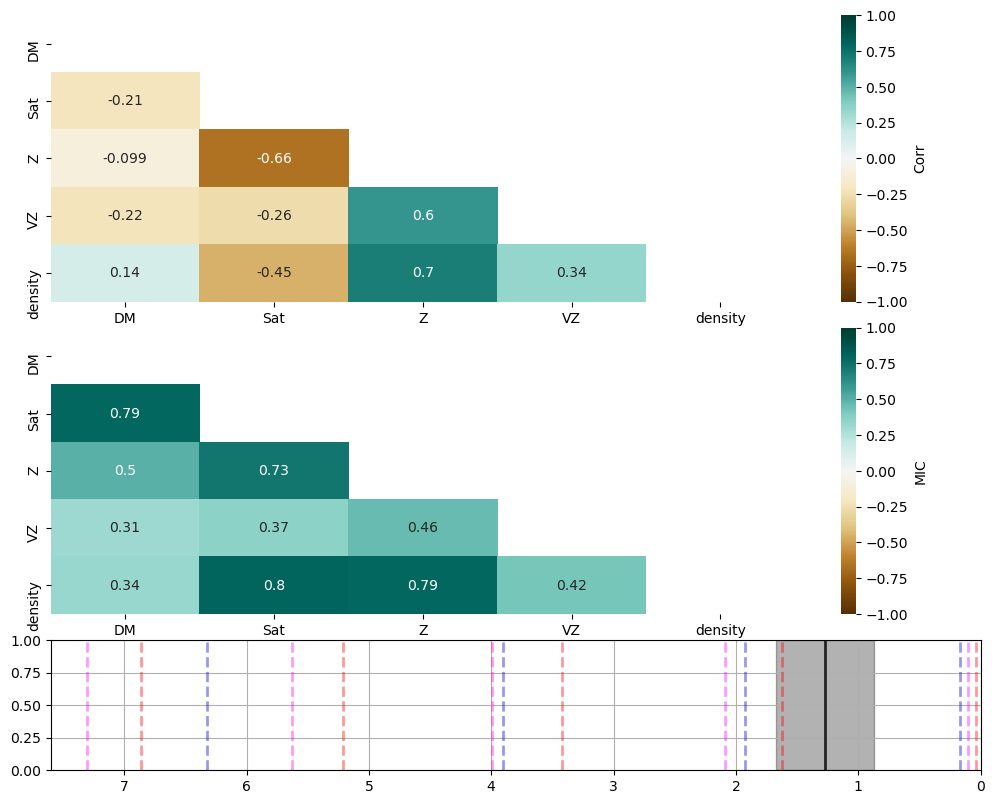 DM
Sat
Z
VZ
density
-0.21
-0.099 -0.66
-0.22 -0.26 0.6
0.14 -0.45 0.7 0.34
DM Sat Z VZ density
1.00
0.75
0.50
0.25
0.00
−0.25
−0.50
−0.75
−1.00
Corr
DM
Sat
Z
VZ
density
0.79
0.5 0.73
0.31 0.37 0.46
0.34 0.8 0.79 0.42
DM Sat Z VZ density
1.00
0.75
0.50
0.25
0.00
−0.25
−0.50
−0.75
−1.00
MIC
1.00
0.75
0.50
0.25
0.00
7 6 5 4 3 2 1 0